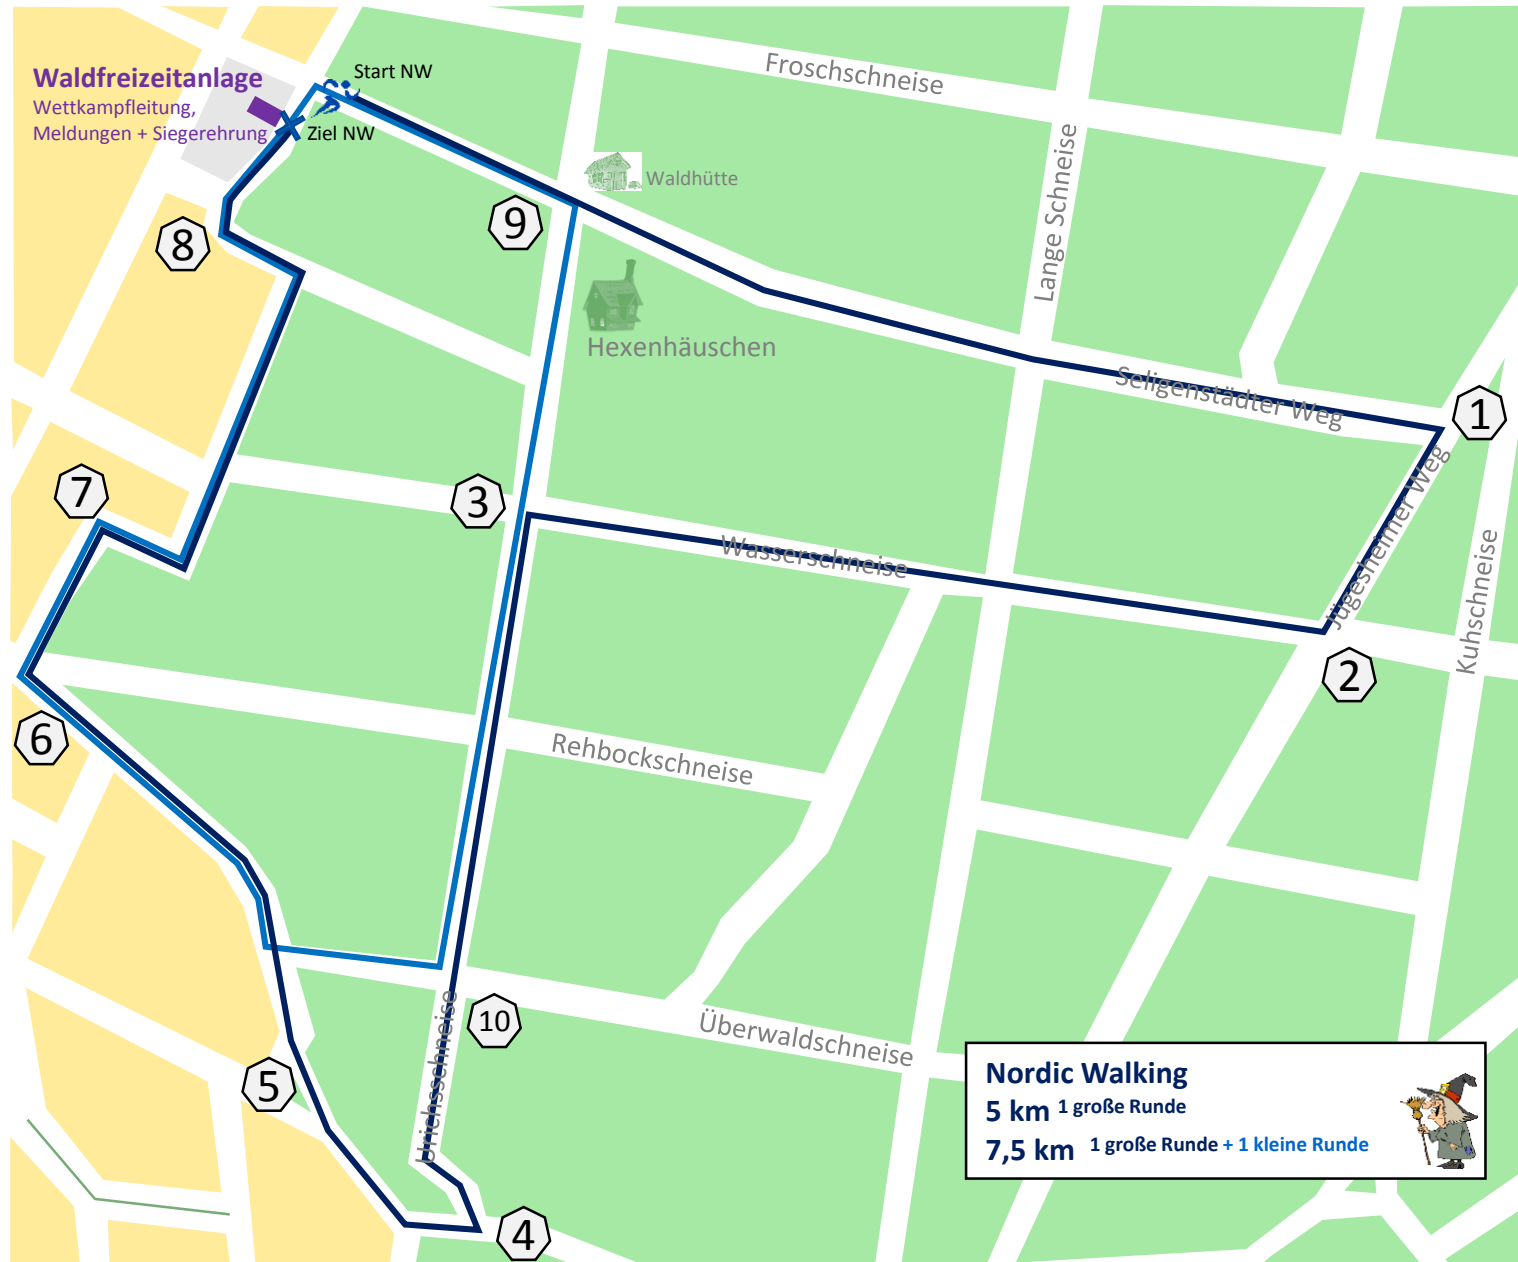 Waldfreizeitanlage
Wettkampfleitung,
Meldungen + Siegerehrung
Start NW
Ziel NW
Froschschneise
Waldhütte
Lange Schneise
Hexenhäuschen
Seligenstädter Weg
Jügesheimer Weg
Kuhschneise
Wasserschneise
Rehbockschneise
Überwaldschneise
Urichsschneise
8
9
1
7
3
2
6
10
5
4
Nordic Walking
5 km 1 große Runde
7,5 km 1 große Runde + 1 kleine Runde